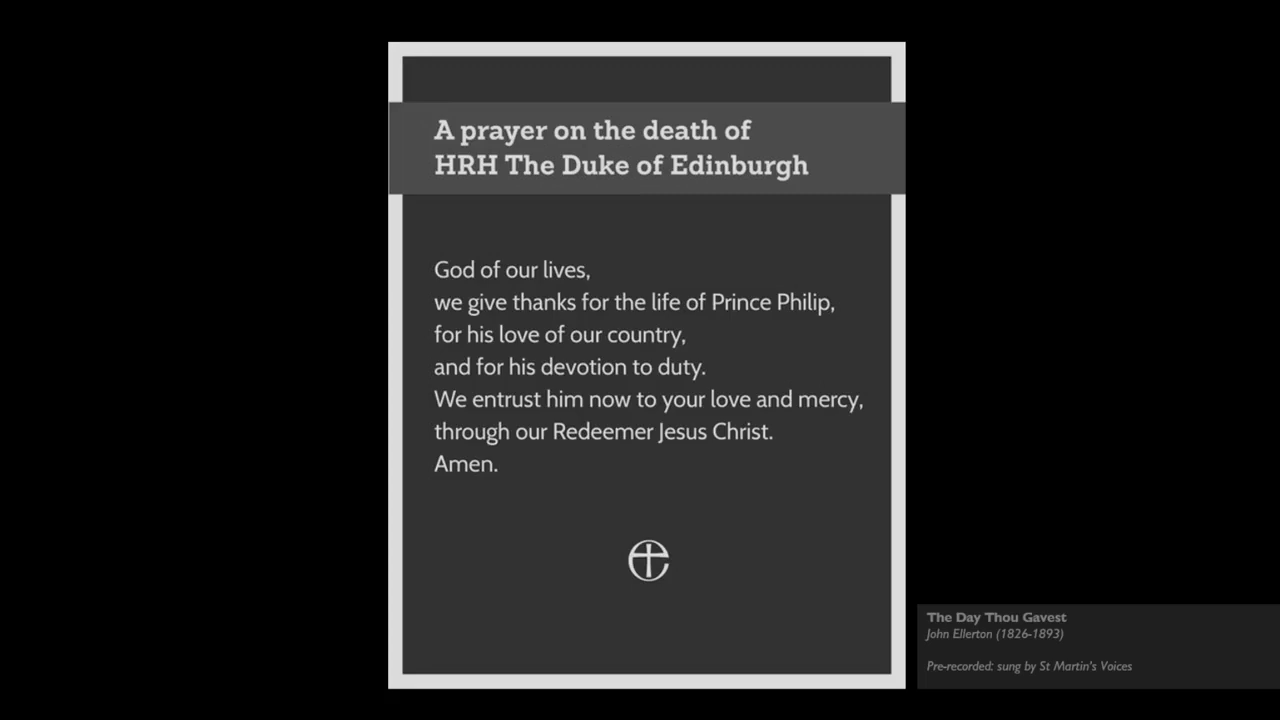 A prayer on the death of
HRH The Duke of Edinburgh
God of our lives,
we give thanks for the life of Prince Philip,
for his love of our country,
and for his devotion to duty.
We entrust him now to your love and mercy,
through our Redeemer Jesus Christ.
Amen.
The Day Thou Gavest
John Ellerton (1826-1893)
Pre-recorded: sung by St Martin's Voices